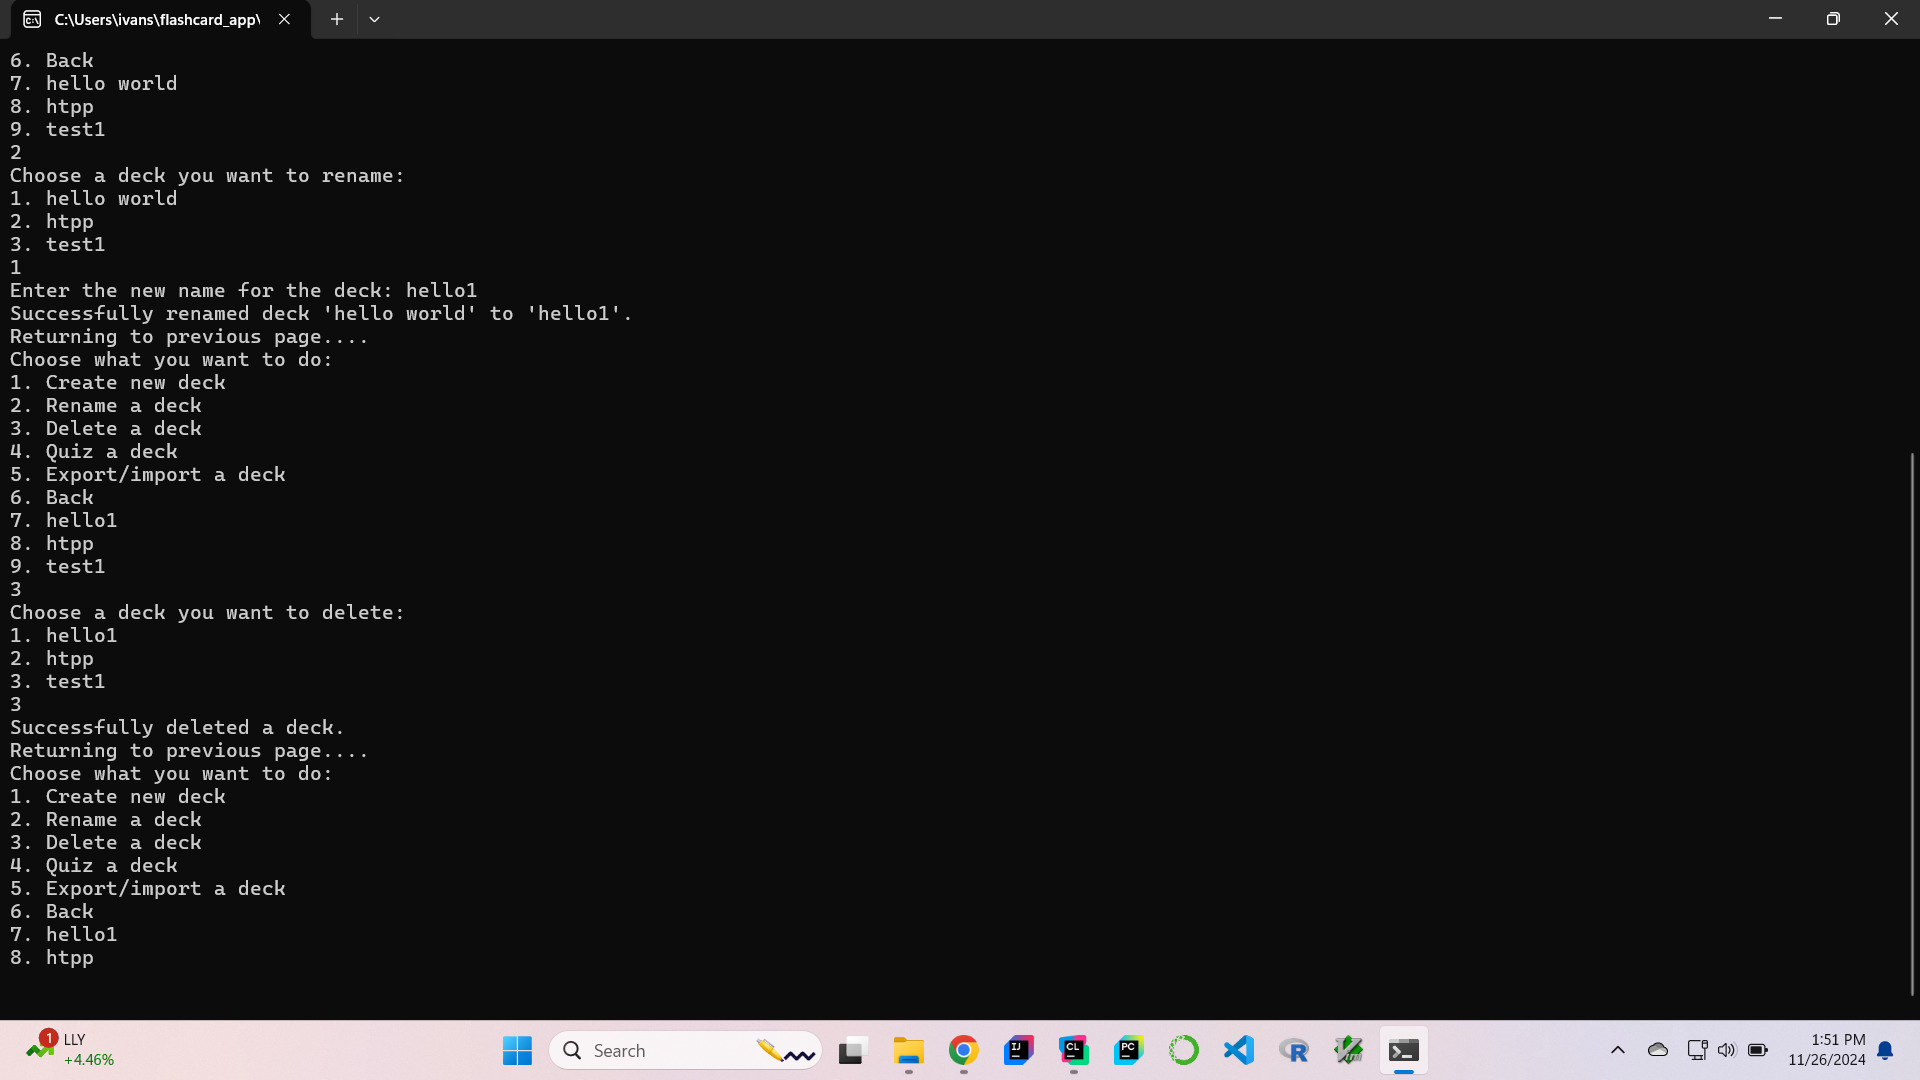 C:\Users\ivans\flashcard_app\
6. Back
7. hello world
8. htpp
9. test1
2
Choose a deck you want to rename:
1. hello world
2. htpp
3. test1
1
Enter the new name for the deck: hello1
Successfully renamed deck 'hello world' to 'hello1'.
Returning to previous page....
Choose what you want to do:
1. Create new deck
2. Rename a deck
3. Delete a deck
4. Quiz a deck
5. Export/import a deck
6. Back
7. hello1
8. htpp
9. test1
3
Choose a deck you want to delete:
1. hello1
2. htpp
3. test1
3
Successfully deleted a deck.
Returning to previous page....
Choose what you want to do:
1. Create new deck
2. Rename a deck
3. Delete a deck
4. Quiz a deck
5. Export/import a deck
6. Back
7. hello1
8. htpp
1
LLY
+4.46%
Search
IJ
CL
PC
R
Vim
1:51 PM
11/26/2024